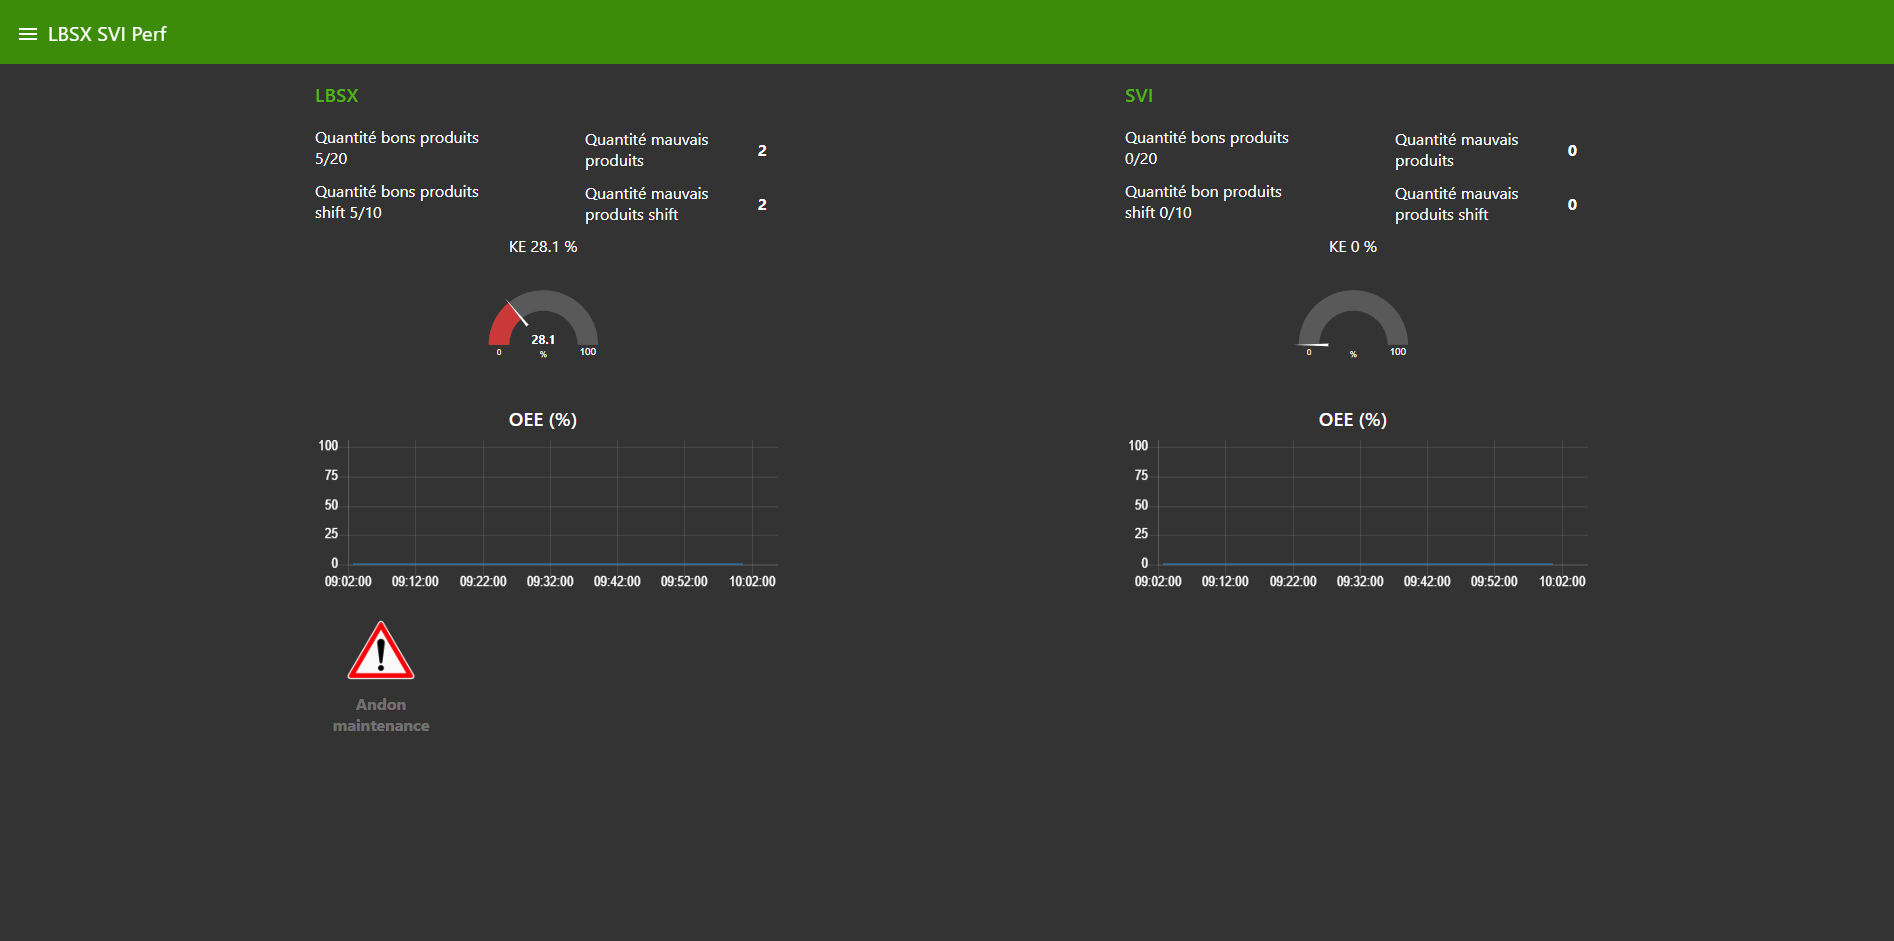 LBSX SVI Perf
LBSX
Quantité bons produits
5/20
Quantité mauvais
produits
2
Quantité bons produits
shift 5/10
Quantité mauvais
produits shift
2
KE 28.1 %
28.1
%
0
100
OEE (%)
100
75
50
25
0
09:02:00 09:12:00 09:22:00 09:32:00 09:42:00 09:52:00 10:02:00
Andon
maintenance
SVI
Quantité bons produits
0/20
Quantité mauvais
produits
0
Quantité bon produits
shift 0/10
Quantité mauvais
produits shift
0
KE 0 %
%
0
100
OEE (%)
100
75
50
25
0
09:02:00 09:12:00 09:22:00 09:32:00 09:42:00 09:52:00 10:02:00